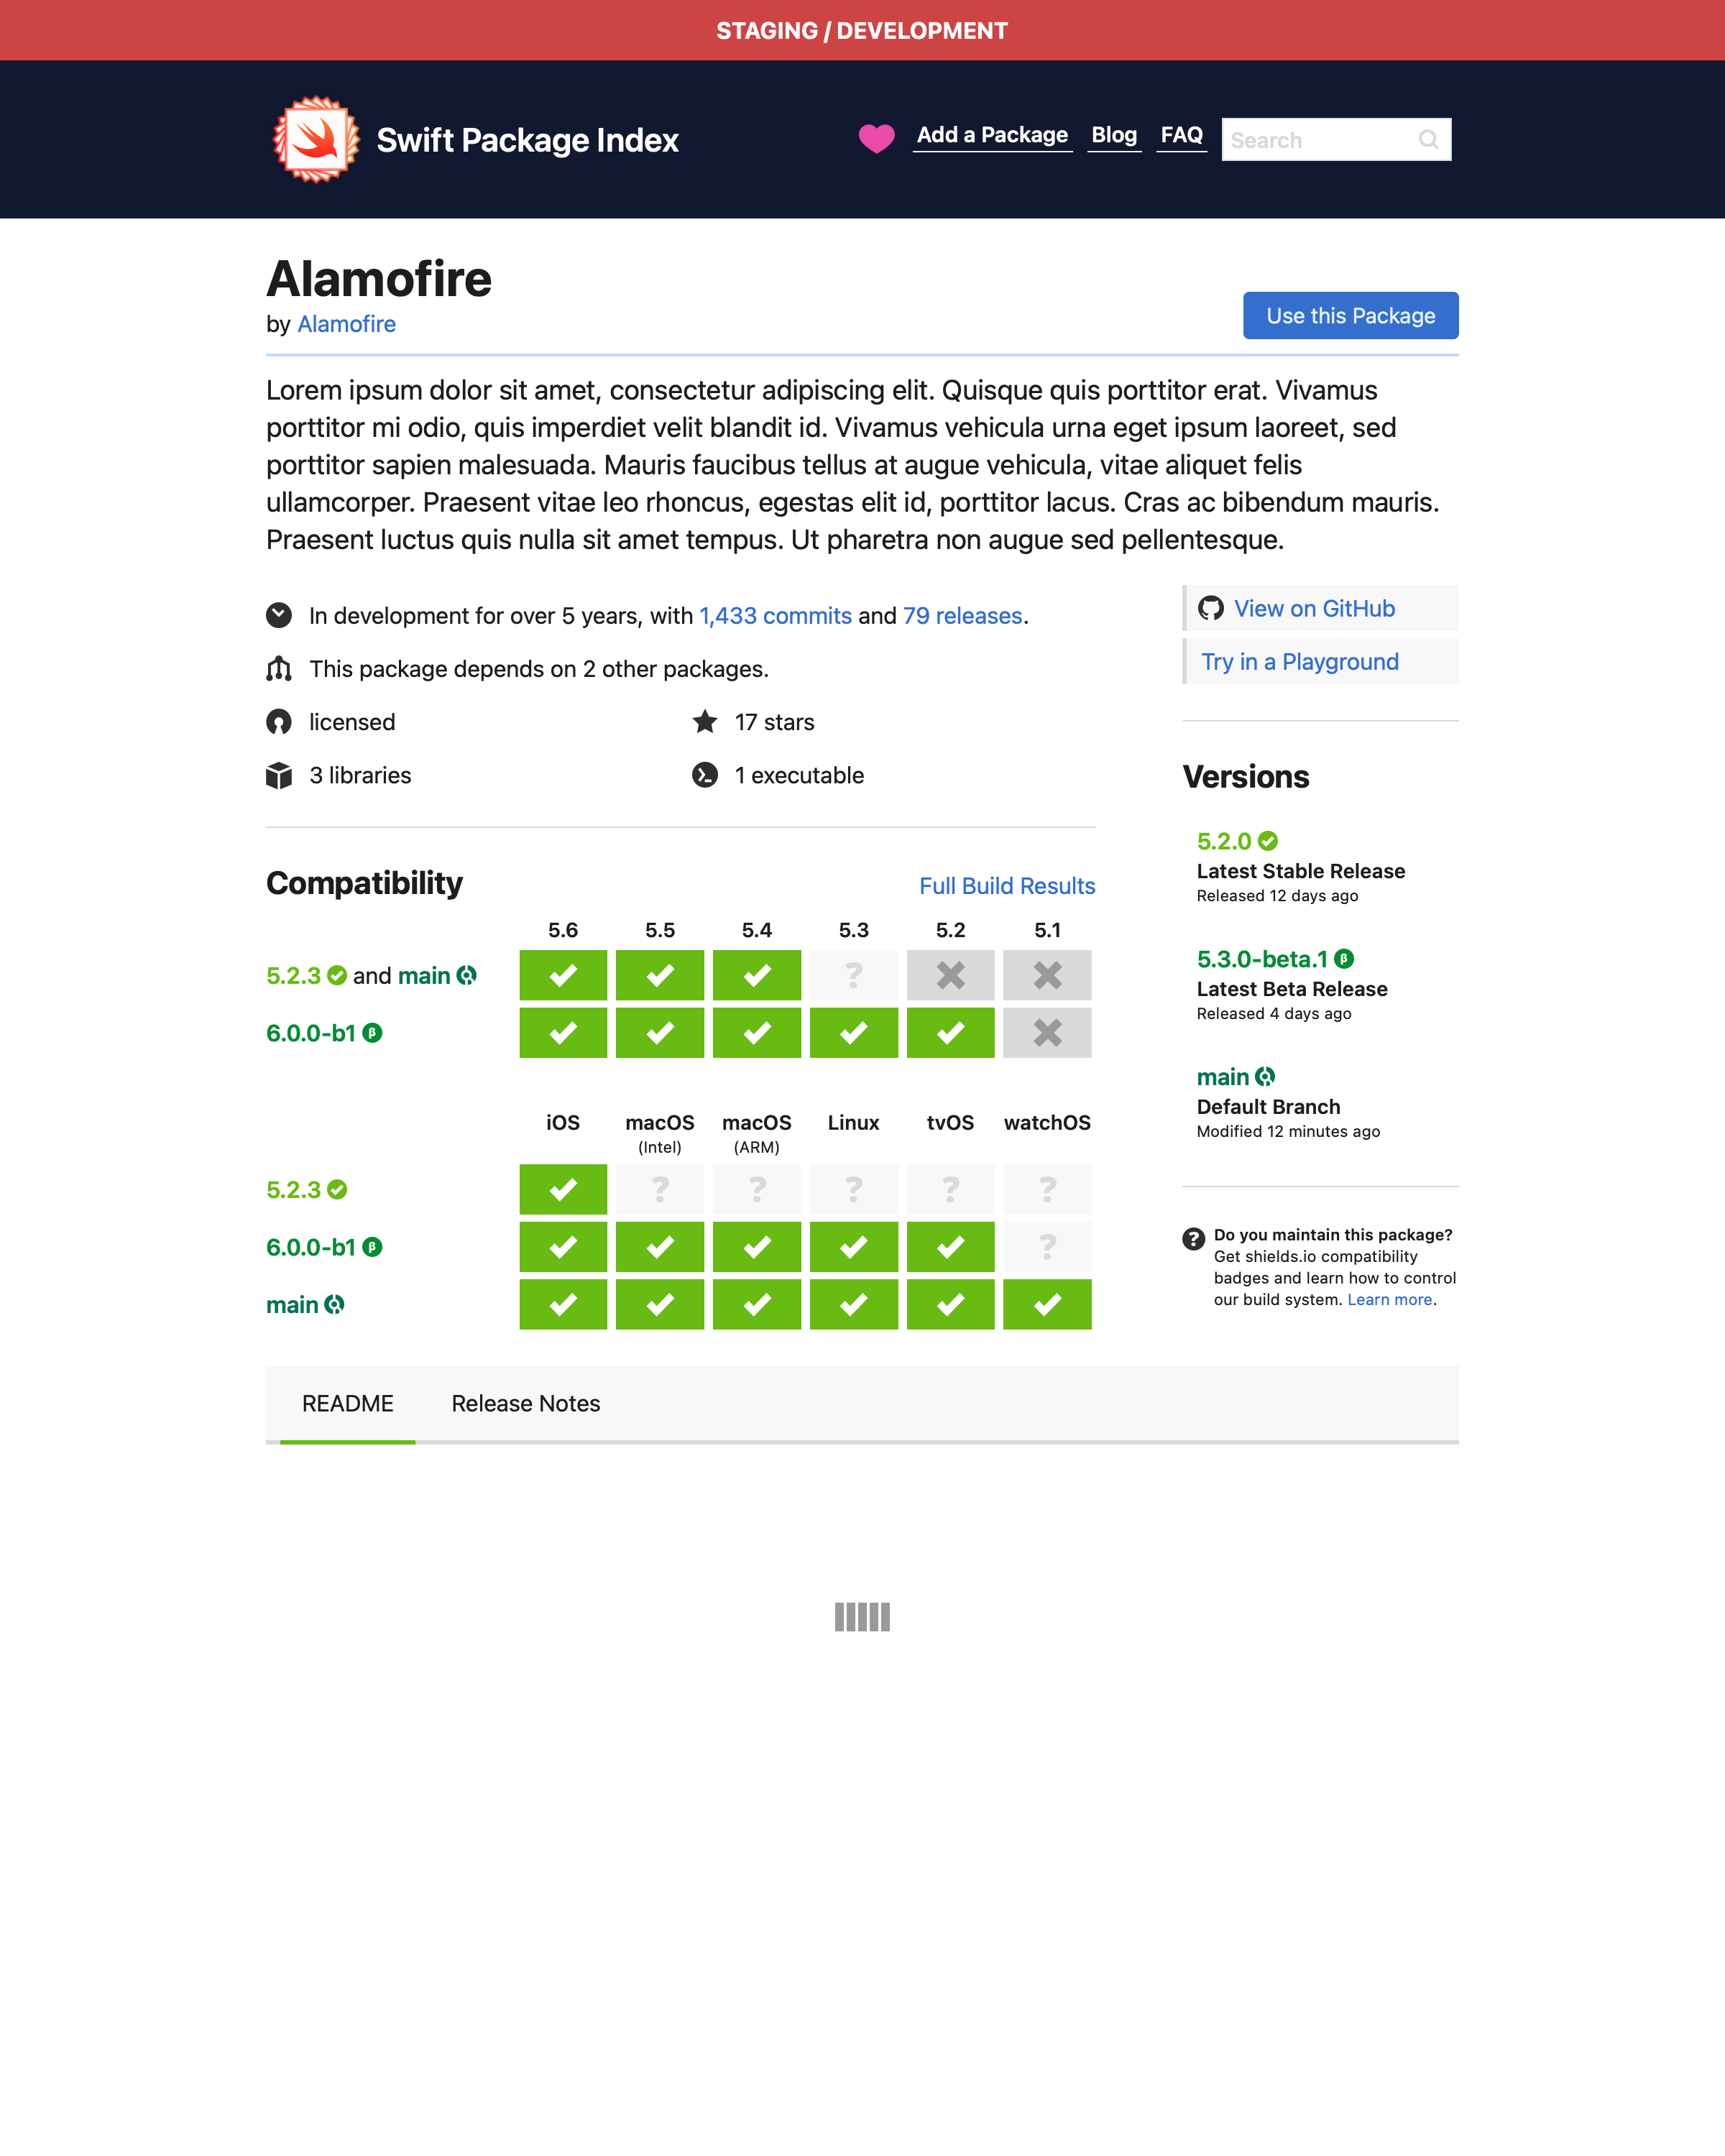 STAGING / DEVELOPMENT
Swift Package Index
Add a Package Blog FAQ Search
Alamofire
by Alamofire
Use this Package
Lorem ipsum dolor sit amet, consectetur adipiscing elit. Quisque quis porttitor erat. Vivamus
porttitor mi odio, quis imperdiet velit blandit id. Vivamus vehicula urna eget ipsum laoreet, sed
porttitor sapien malesuada. Mauris faucibus tellus at augue vehicula, vitae aliquet felis
ullamcorper. Praesent vitae leo rhoncus, egestas elit id, porttitor lacus. Cras ac bibendum mauris.
Praesent luctus quis nulla sit amet tempus. Ut pharetra non augue sed pellentesque.
In development for over 5 years, with 1,433 commits and 79 releases.
This package depends on 2 other packages.
licensed
17 stars
3 libraries
1 executable
Compatibility
Full Build Results
5.6 5.5 5.4 5.3 5.2 5.1
5.2.3 and main
?
6.0.0-b1 β
iOS macOS macOS Linux tvOS watchOS
(Intel) (ARM)
5.2.3
? ? ? ? ?
6.0.0-b1 β
?
main
View on GitHub
Try in a Playground
Versions
5.2.0
Latest Stable Release
Released 12 days ago
5.3.0-beta.1 β
Latest Beta Release
Released 4 days ago
main
Default Branch
Modified 12 minutes ago
? Do you maintain this package?
Get shields.io compatibility
badges and learn how to control
our build system. Learn more.
README Release Notes